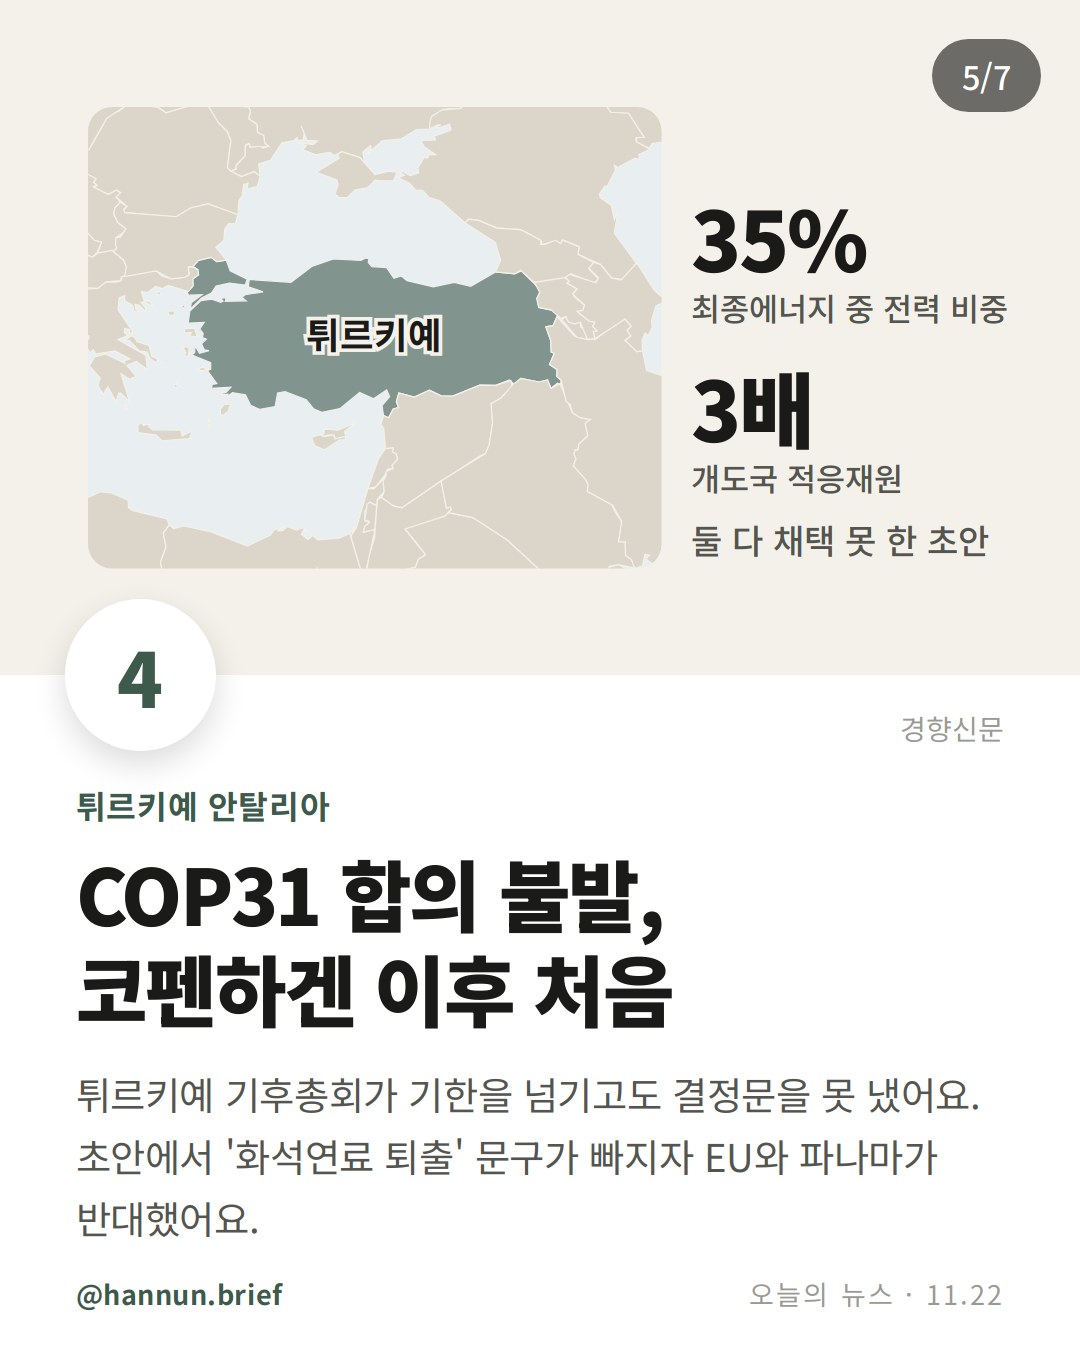 5/7
튀르키예
35%
최종에너지 중 전력 비중
3배
개도국 적응재원
둘 다 채택 못 한 초안
4
경향신문
튀르키예 안탈리아
COP31 합의 불발,
코펜하겐 이후 처음
튀르키예 기후총회가 기한을 넘기고도 결정문을 못 냈어요.
초안에서 '화석연료 퇴출' 문구가 빠지자 EU와 파나마가
반대했어요.
@hannun.brief
오늘의 뉴스 · 11.22